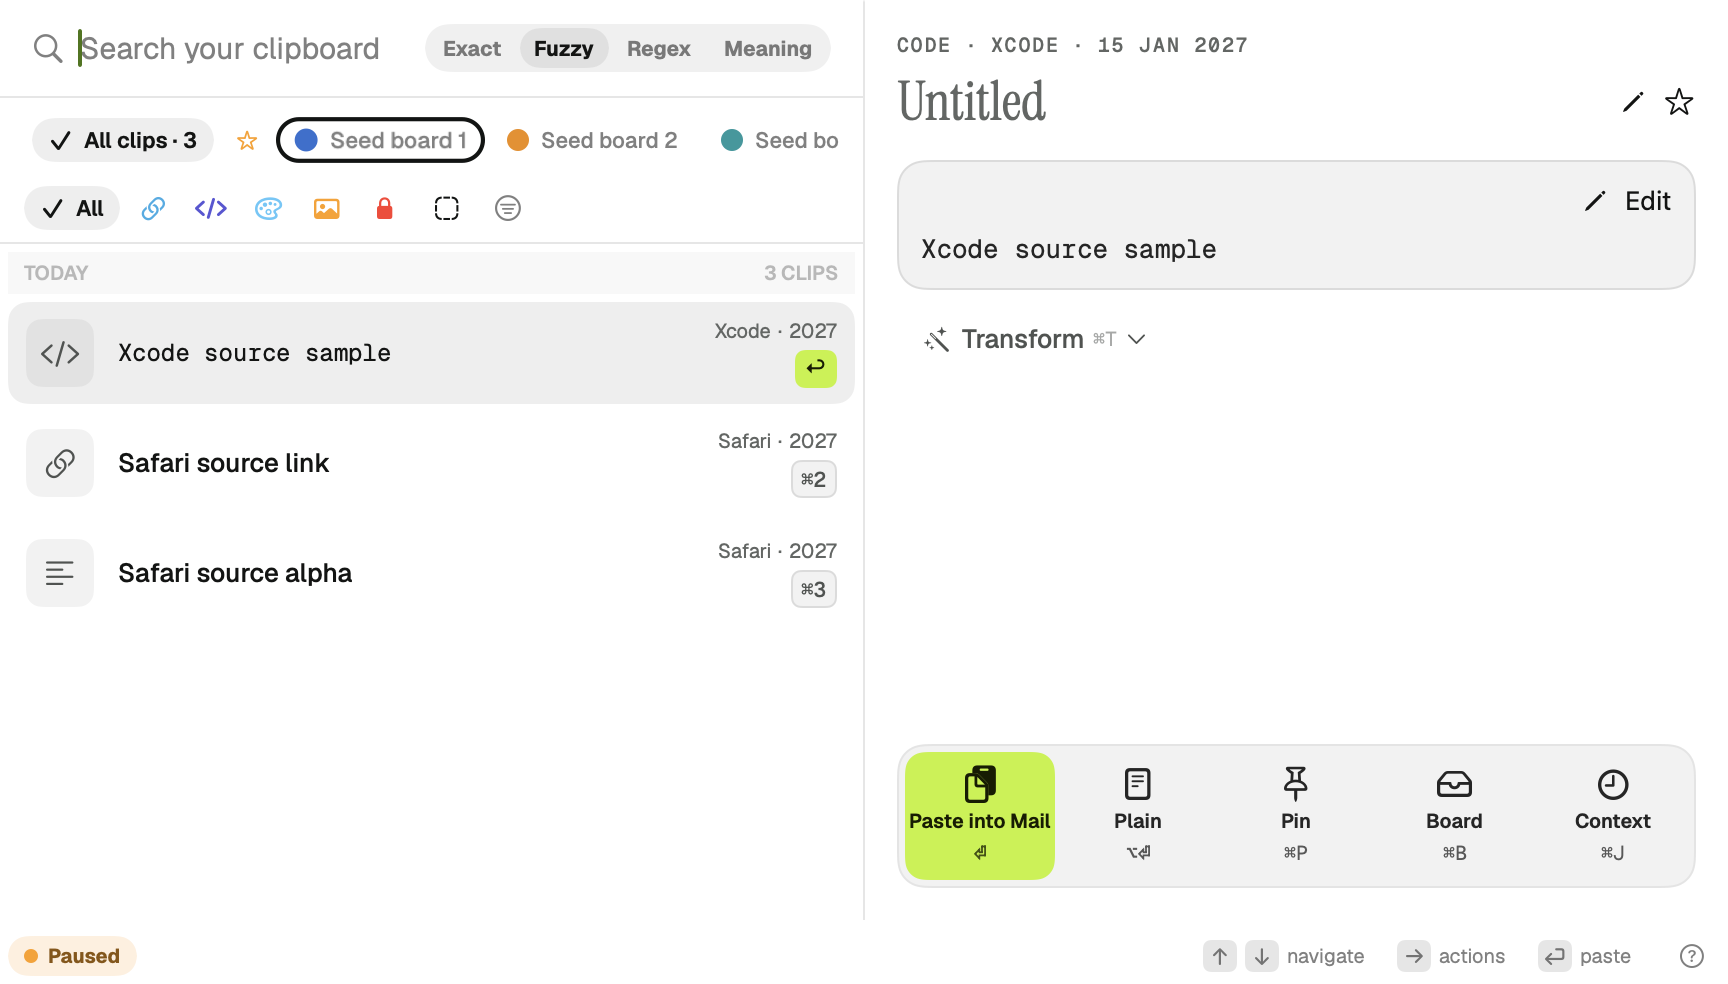 Search your clipboard
Exact Fuzzy Regex Meaning
All clips · 3
Seed board 1
Seed board 2
Seed bo
All
TODAY
3 CLIPS
</>
Xcode source sample
Xcode · 2027
Safari source link
Safari · 2027
⌘2
Safari source alpha
Safari · 2027
⌘3
Paused
CODE · XCODE · 15 JAN 2027
Untitled
Edit
Xcode source sample
Transform ⌘T
Paste into Mail
⏎
Plain
⌥⏎
Pin
⌘P
Board
⌘B
Context
⌘J
↑ ↓ navigate → actions ↩ paste ?